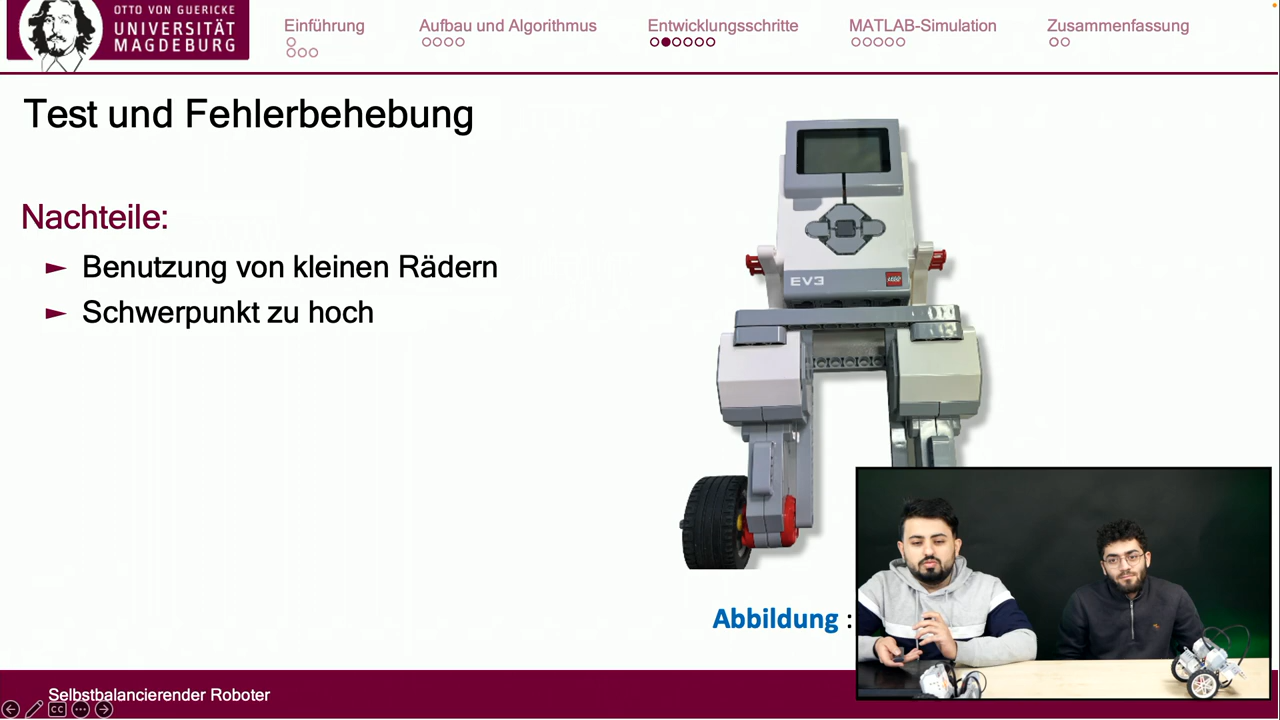 OTTO VON GUERICKE
UNIVERSITÄT
MAGDEBURG
Einführung
Aufbau und Algorithmus
Entwicklungsschritte
MATLAB-Simulation
Zusammenfassung
Test und Fehlerbehebung
Nachteile:
► Benutzung von kleinen Rädern
► Schwerpunkt zu hoch
EV3
LEGO
Abbildung :
Selbstbalancierender Roboter
CC